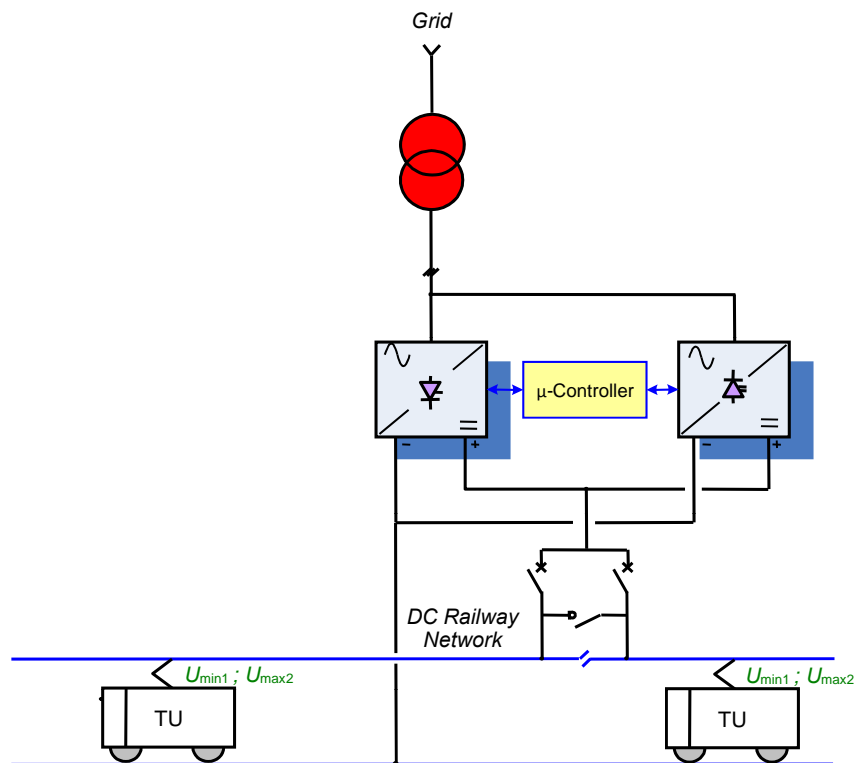 Grid
μ-Controller
− + − +
DC Railway
Network
Umin1 ; Umax2 Umin1 ; Umax2
TU TU